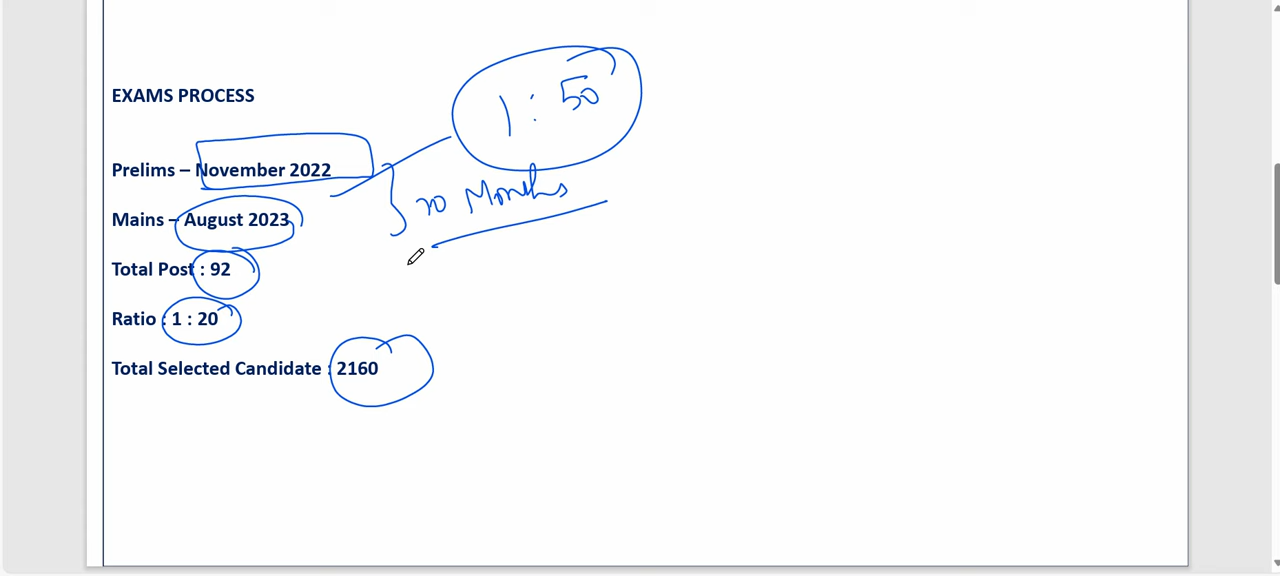 EXAMS PROCESS
1 : 50
Prelims – November 2022
10 Months
Mains – August 2023
Total Post : 92
Ratio : 1 : 20
Total Selected Candidate : 2160